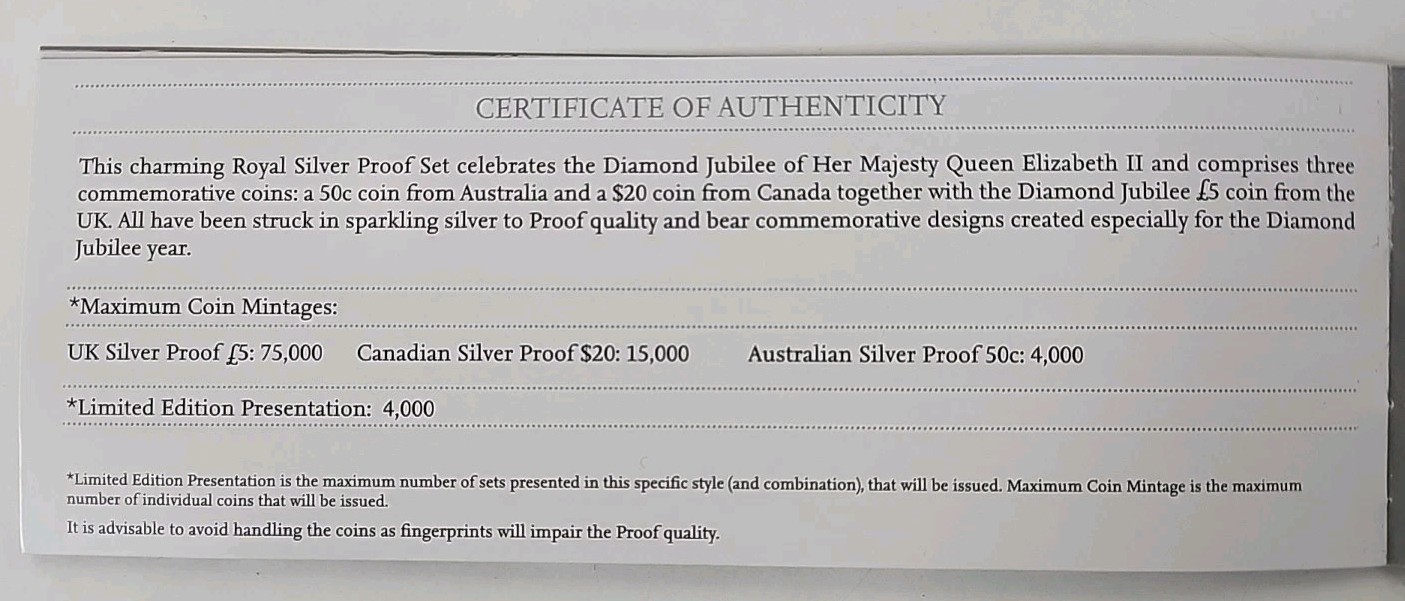 CERTIFICATE OF AUTHENTICITY
This charming Royal Silver Proof Set celebrates the Diamond Jubilee of Her Majesty Queen Elizabeth II and comprises three
commemorative coins: a 50c coin from Australia and a $20 coin from Canada together with the Diamond Jubilee £5 coin from the
UK. All have been struck in sparkling silver to Proof quality and bear commemorative designs created especially for the Diamond
Jubilee year.
*Maximum Coin Mintages:
UK Silver Proof £5: 75,000 Canadian Silver Proof $20: 15,000 Australian Silver Proof 50c: 4,000
*Limited Edition Presentation: 4,000
*Limited Edition Presentation is the maximum number of sets presented in this specific style (and combination), that will be issued. Maximum Coin Mintage is the maximum
number of individual coins that will be issued.
It is advisable to avoid handling the coins as fingerprints will impair the Proof quality.